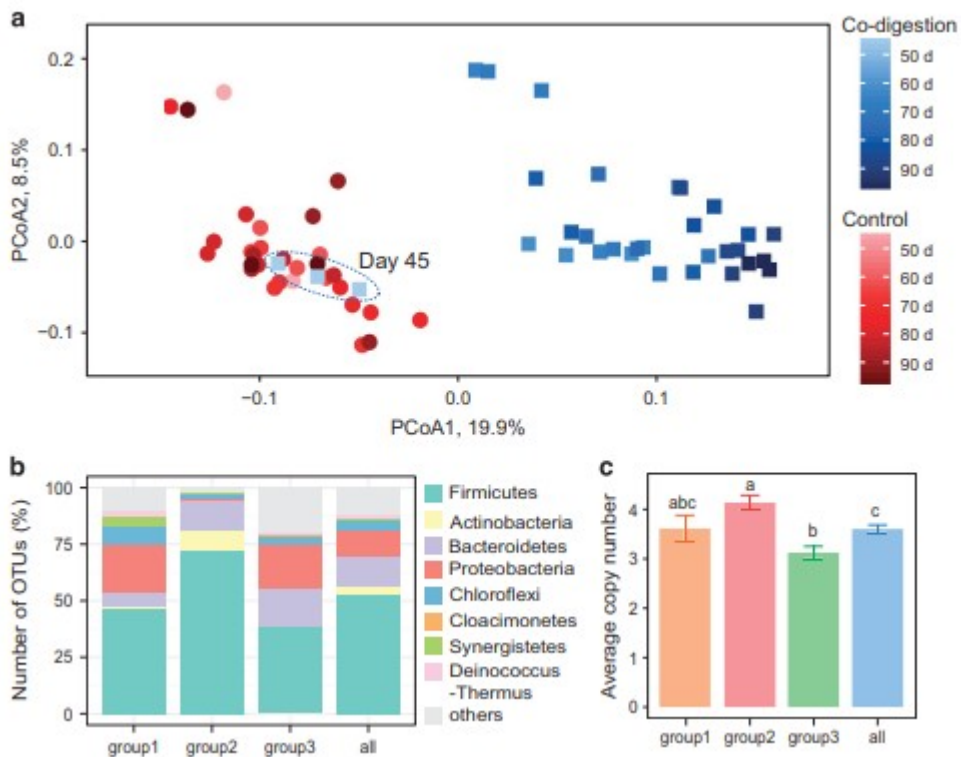 a
Co-digestion
50 d
60 d
70 d
80 d
90 d
Control
50 d
60 d
70 d
80 d
90 d
PCoA2, 8.5%
0.2
0.1
0.0
−0.1
Day 45
−0.1
0.0
0.1
PCoA1, 19.9%
b
Number of OTUs (%)
100
75
50
25
0
group1
group2
group3
all
Firmicutes
Actinobacteria
Bacteroidetes
Proteobacteria
Chloroflexi
Cloacimonetes
Synergistetes
Deinococcus
-Thermus
others
c
Average copy number
4
3
2
1
0
abc
a
b
c
group1
group2
group3
all